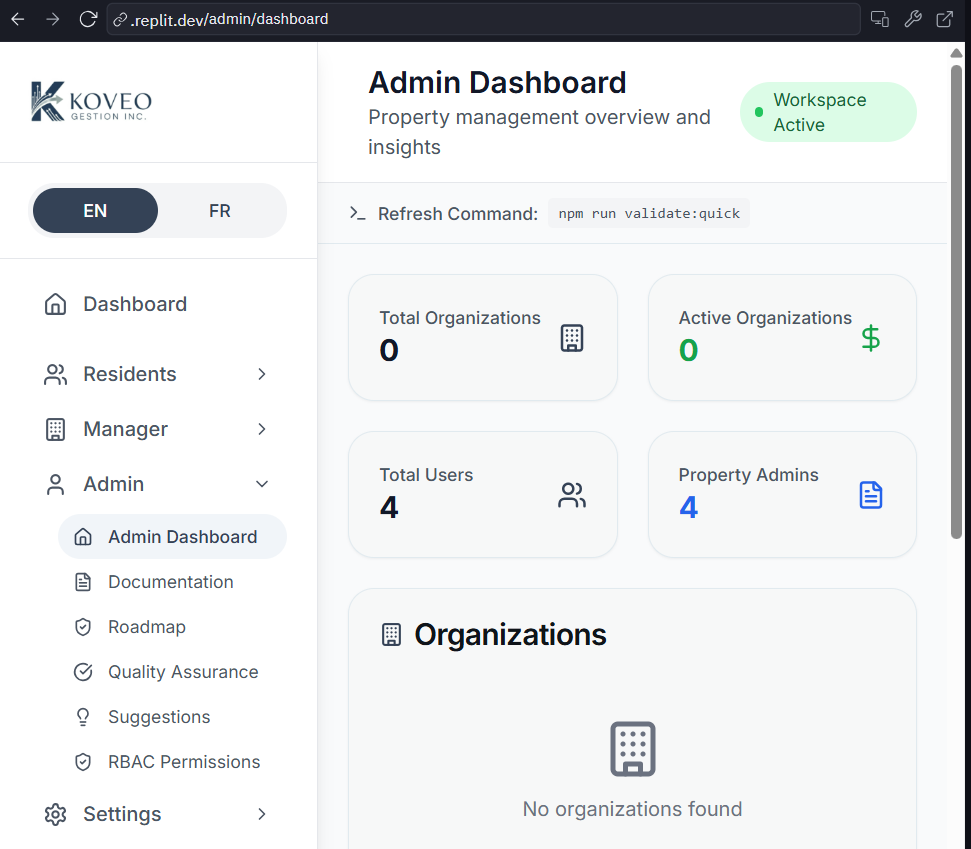 .replit.dev/admin/dashboard
KOVEO
GESTION INC.
EN
FR
Dashboard
Residents
Manager
Admin
Admin Dashboard
Documentation
Roadmap
Quality Assurance
Suggestions
RBAC Permissions
Settings
Admin Dashboard
Property management overview and
insights
Workspace
Active
Refresh Command: npm run validate:quick
Total Organizations
0
Active Organizations
0
Total Users
4
Property Admins
4
Organizations
No organizations found